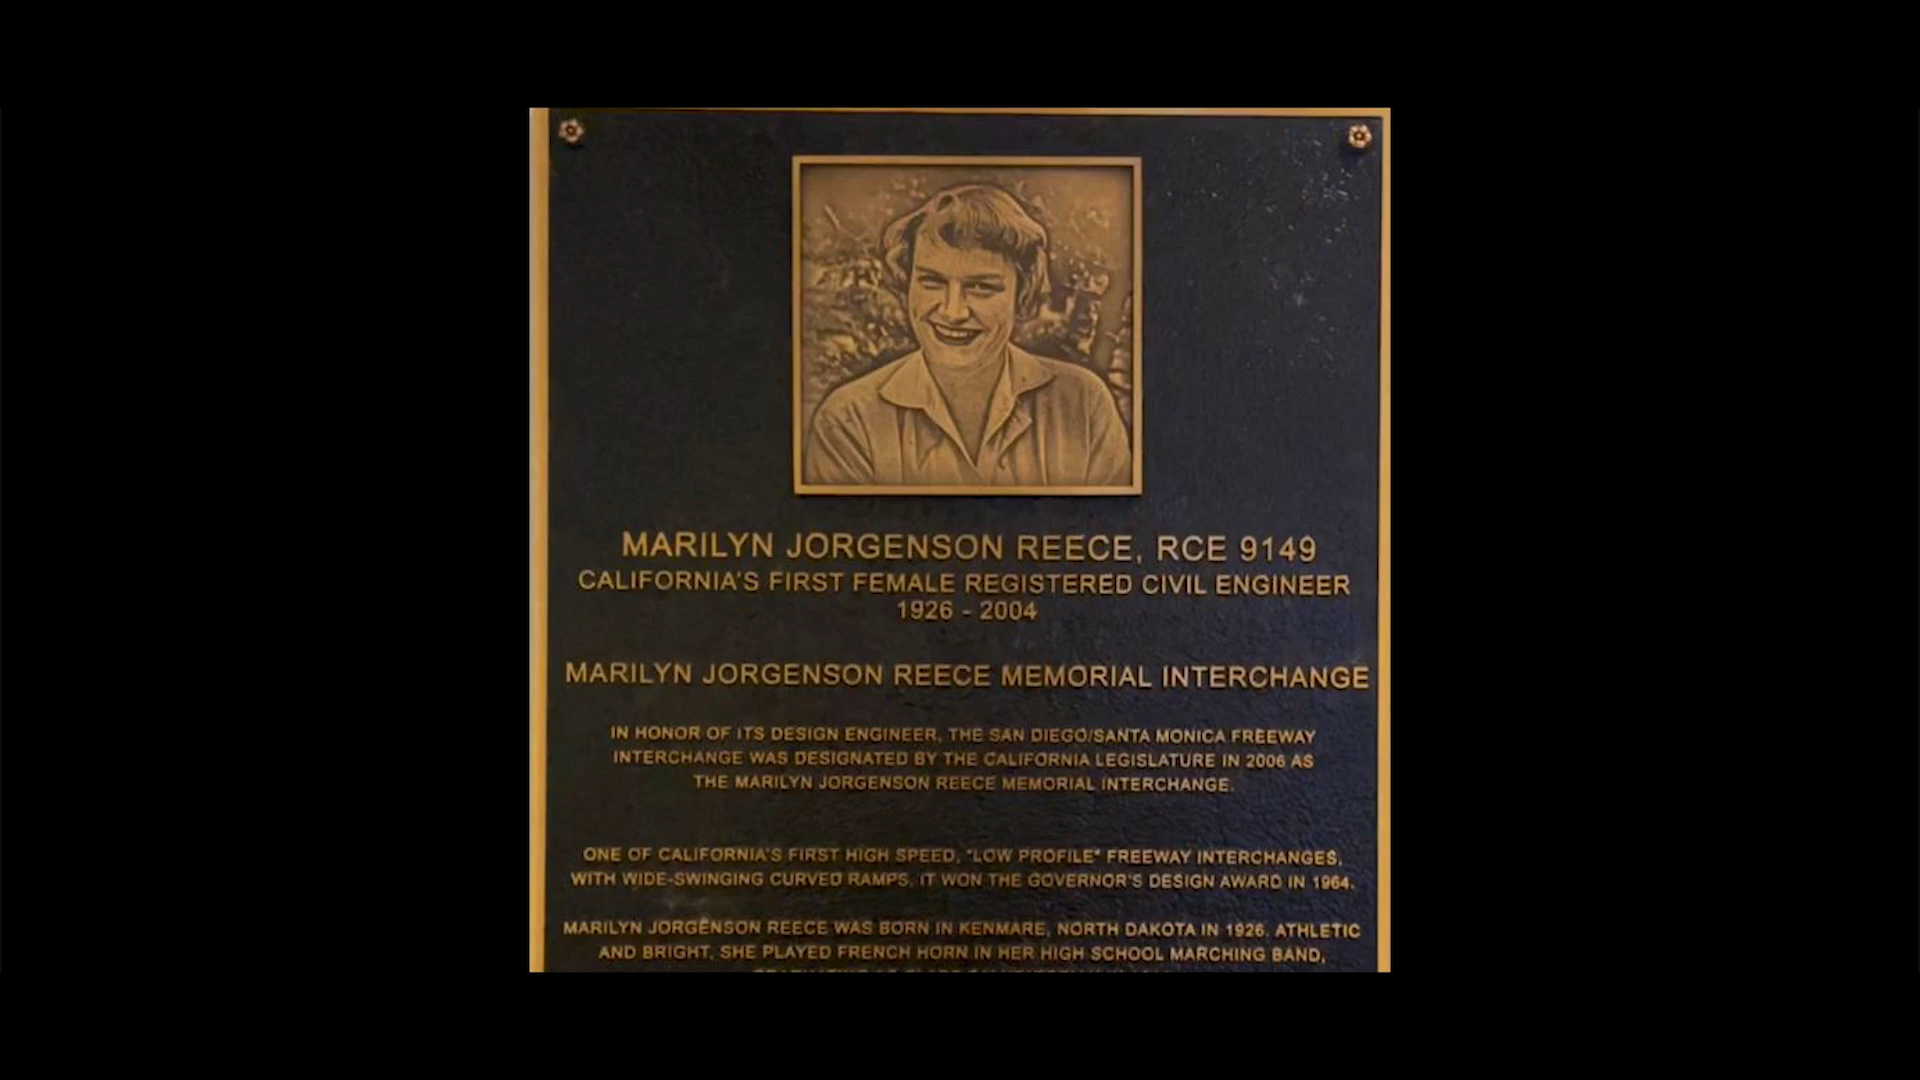 MARILYN JORGENSON REECE, RCE 9149
CALIFORNIA'S FIRST FEMALE REGISTERED CIVIL ENGINEER
1926 - 2004
MARILYN JORGENSON REECE MEMORIAL INTERCHANGE
IN HONOR OF ITS DESIGN ENGINEER, THE SAN DIEGO/SANTA MONICA FREEWAY
INTERCHANGE WAS DESIGNATED BY THE CALIFORNIA LEGISLATURE IN 2006 AS
THE MARILYN JORGENSON REECE MEMORIAL INTERCHANGE.
ONE OF CALIFORNIA'S FIRST HIGH SPEED, "LOW PROFILE" FREEWAY INTERCHANGES,
WITH WIDE-SWINGING CURVED RAMPS, IT WON THE GOVERNOR'S DESIGN AWARD IN 1964.
MARILYN JORGENSON REECE WAS BORN IN KENMARE, NORTH DAKOTA IN 1926. ATHLETIC
AND BRIGHT, SHE PLAYED FRENCH HORN IN HER HIGH SCHOOL MARCHING BAND,